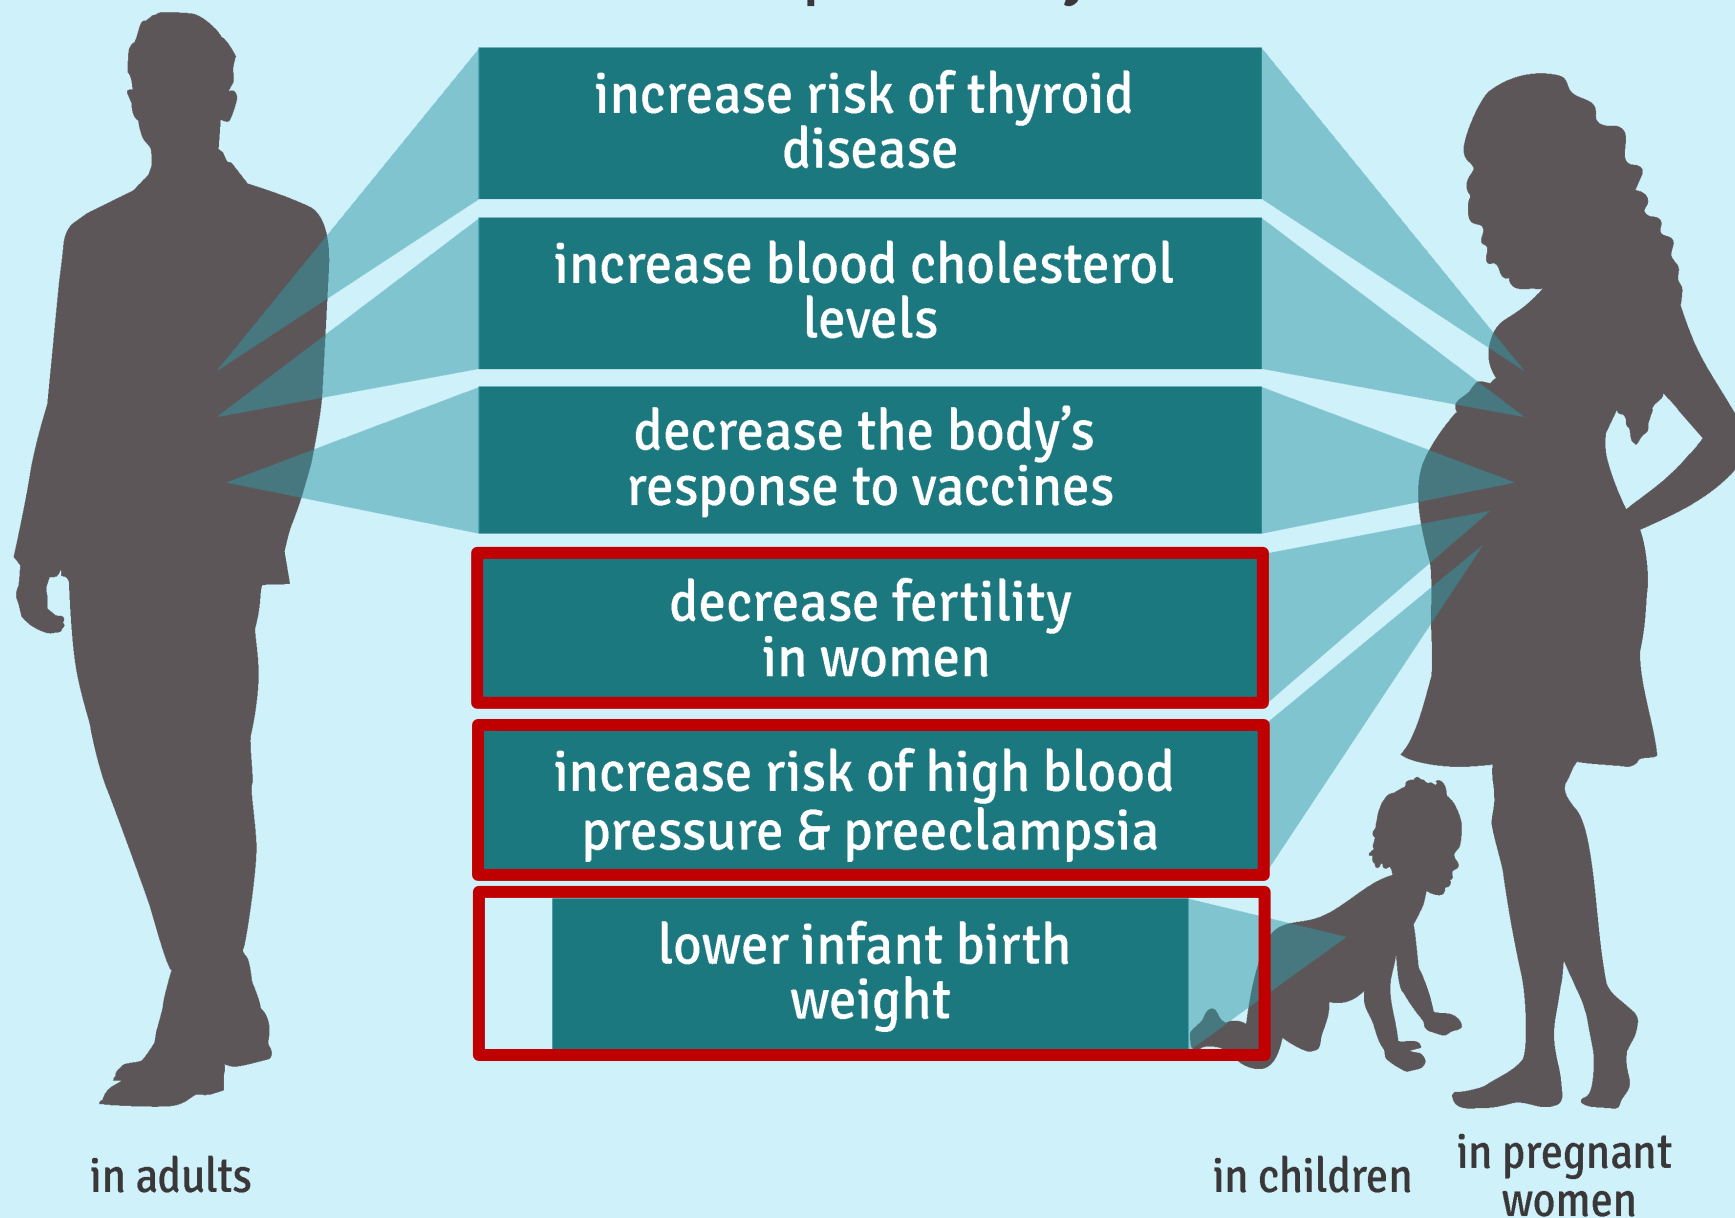 increase risk of thyroid
disease
increase blood cholesterol
levels
decrease the body's
response to vaccines
decrease fertility
in women
increase risk of high blood
pressure & preeclampsia
lower infant birth
weight
in adults
in children
in pregnant
women